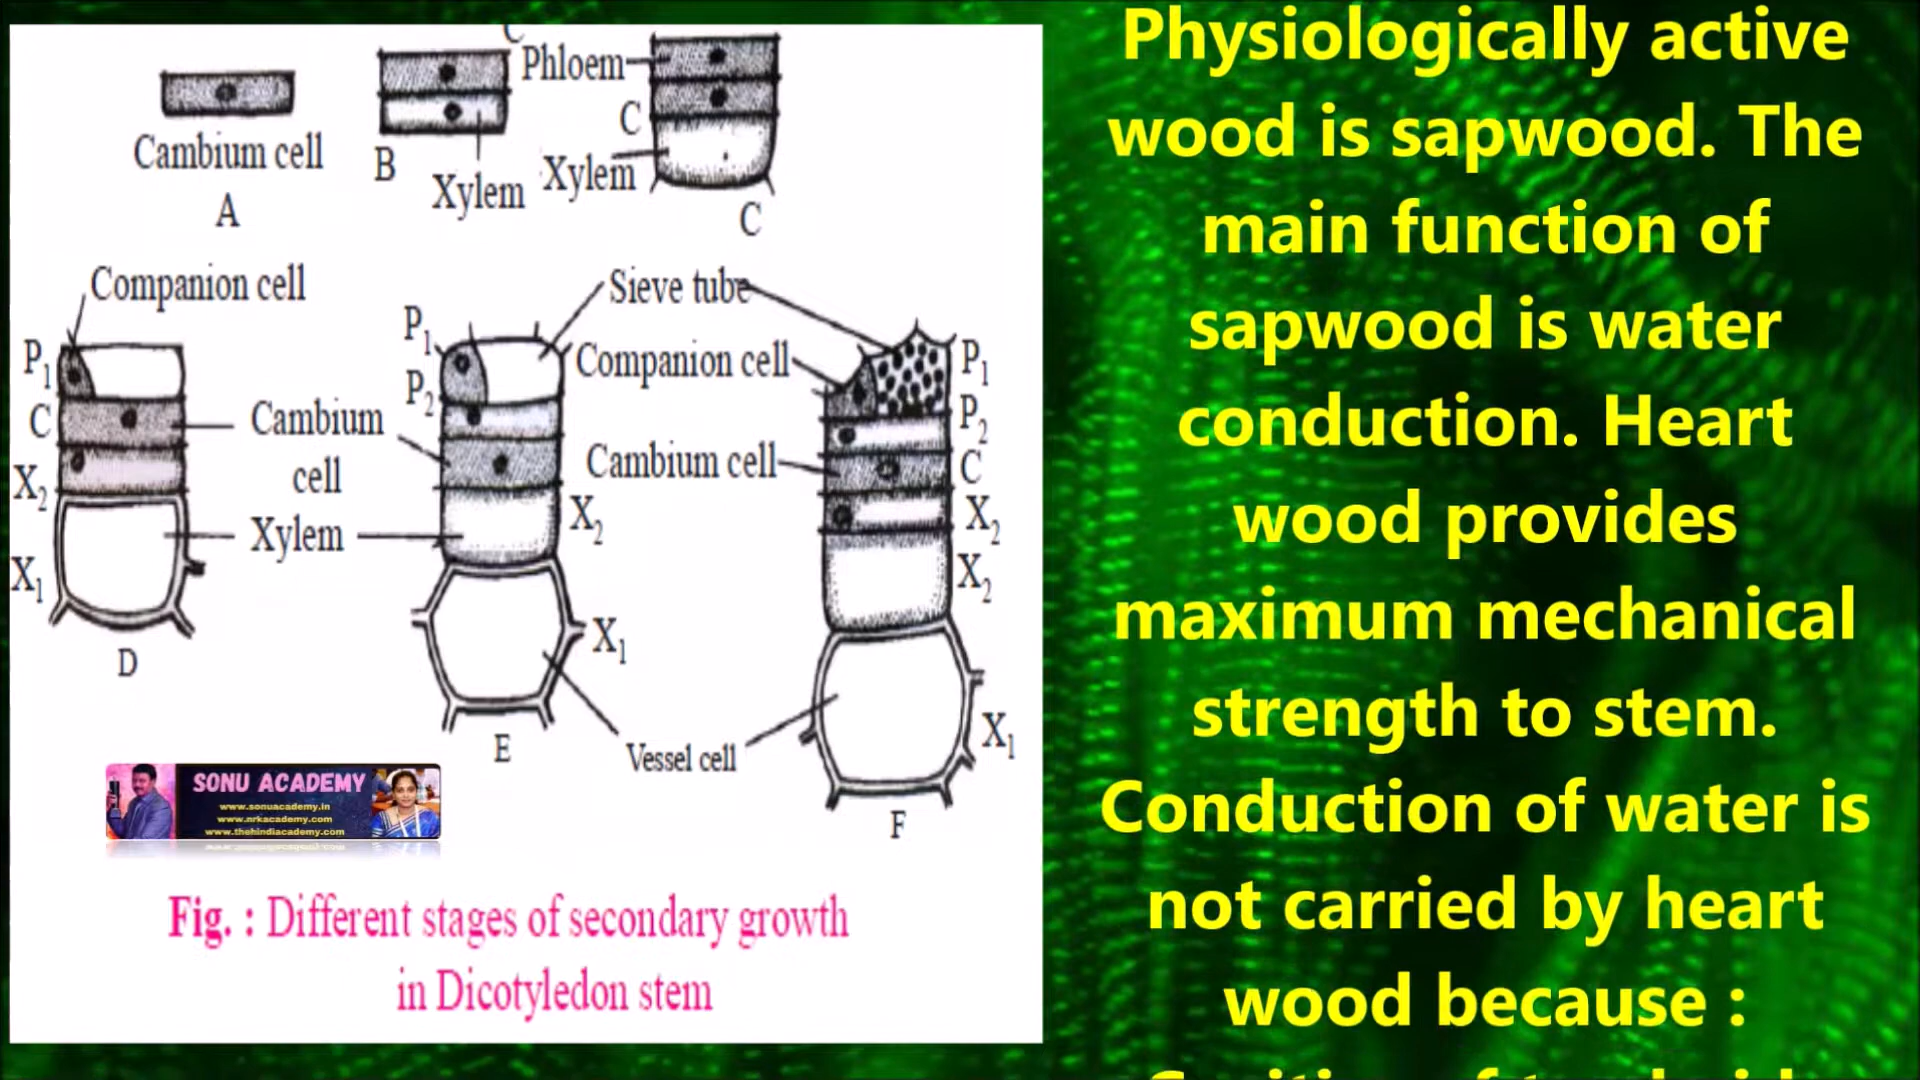 C
Phloem
C
Xylem
Cambium cell
A
B
Xylem
C
Companion cell
P1
C
X2
X1
D
Cambium
cell
Xylem
Sieve tube
P1
P2
Companion cell
Cambium cell
X2
X1
E
Vessel cell
P1
P2
C
X2
X2
X1
F
SONU ACADEMY
www.sonuacademy.in
www.nrkacademy.com
www.thehindiacademy.com
Fig. : Different stages of secondary growth
in Dicotyledon stem
Physiologically active
wood is sapwood. The
main function of
sapwood is water
conduction. Heart
wood provides
maximum mechanical
strength to stem.
Conduction of water is
not carried by heart
wood because :